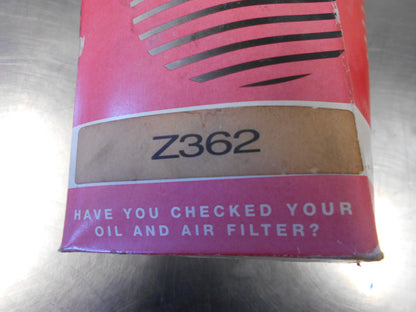 Z362
HAVE YOU CHECKED YOUR
OIL AND AIR FILTER?